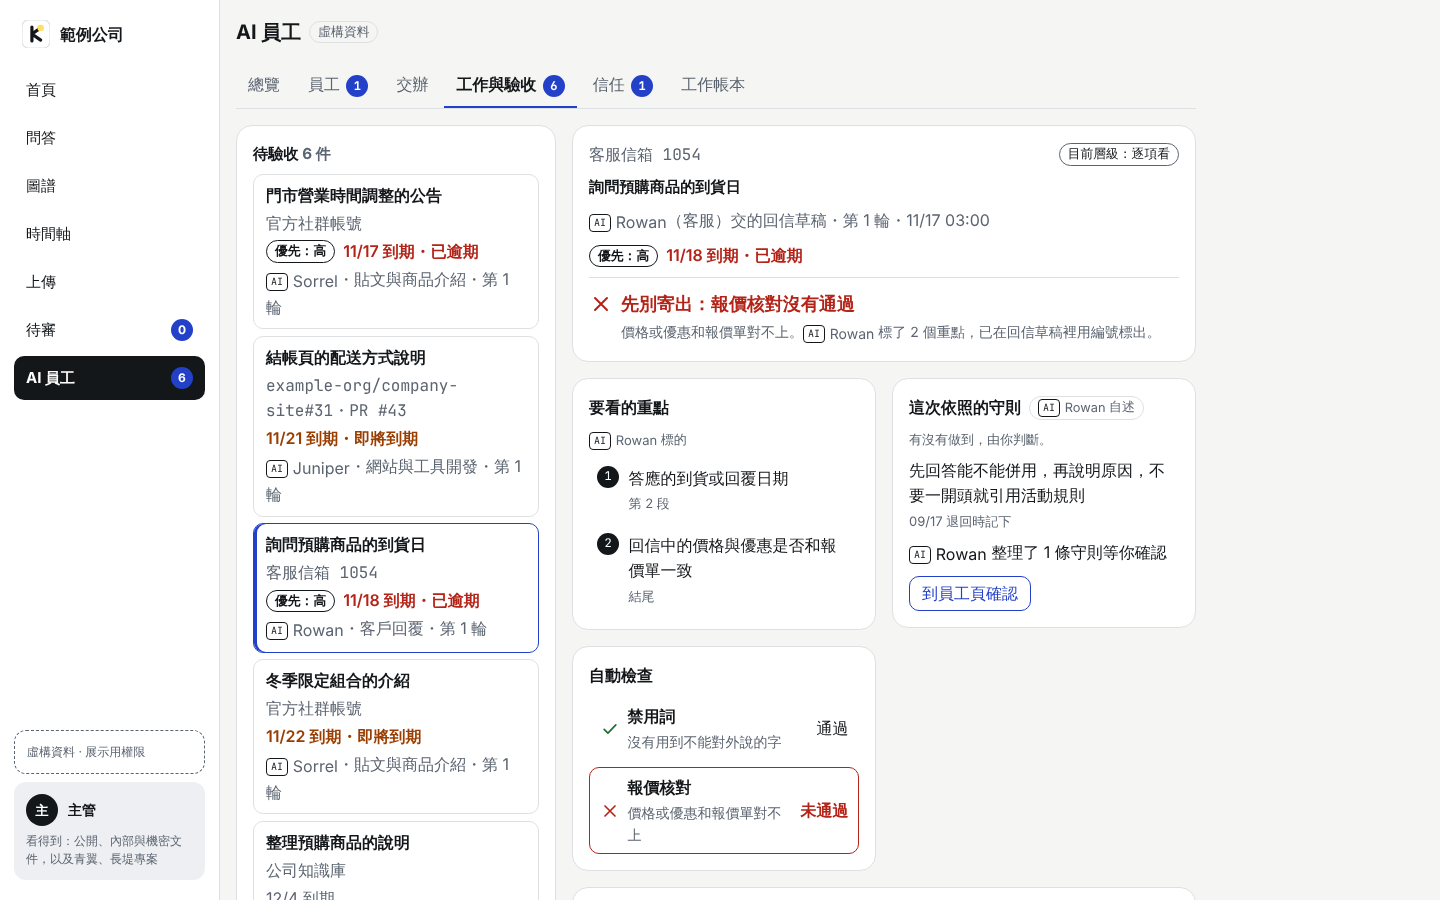 範例公司
首頁
問答
圖譜
時間軸
上傳
待審 0
AI 員工 6
虛構資料 · 展示用權限
主 主管
看得到：公開、內部與機密文
件，以及青翼、長堤專案
AI 員工 虛構資料
總覽 員工 1 交辦 工作與驗收 6 信任 1 工作帳本
待驗收 6 件
門市營業時間調整的公告
官方社群帳號
優先：高 11/17 到期・已逾期
AI Sorrel・貼文與商品介紹・第 1
輪
結帳頁的配送方式說明
example-org/company-
site#31・PR #43
11/21 到期・即將到期
AI Juniper・網站與工具開發・第 1
輪
詢問預購商品的到貨日
客服信箱 1054
優先：高 11/18 到期・已逾期
AI Rowan・客戶回覆・第 1 輪
冬季限定組合的介紹
官方社群帳號
11/22 到期・即將到期
AI Sorrel・貼文與商品介紹・第 1
輪
整理預購商品的說明
公司知識庫
12/4 到期
客服信箱 1054 目前層級：逐項看
詢問預購商品的到貨日
AI Rowan（客服）交的回信草稿・第 1 輪・11/17 03:00
優先：高 11/18 到期・已逾期
先別寄出：報價核對沒有通過
價格或優惠和報價單對不上。AI Rowan 標了 2 個重點，已在回信草稿裡用編號標出。
要看的重點
AI Rowan 標的
1 答應的到貨或回覆日期
第 2 段
2 回信中的價格與優惠是否和報
價單一致
結尾
這次依照的守則 AI Rowan 自述
有沒有做到，由你判斷。
先回答能不能併用，再說明原因，不
要一開頭就引用活動規則
09/17 退回時記下
AI Rowan 整理了 1 條守則等你確認
到員工頁確認
自動檢查
禁用詞 通過
沒有用到不能對外說的字
報價核對 未通過
價格或優惠和報價單對不
上